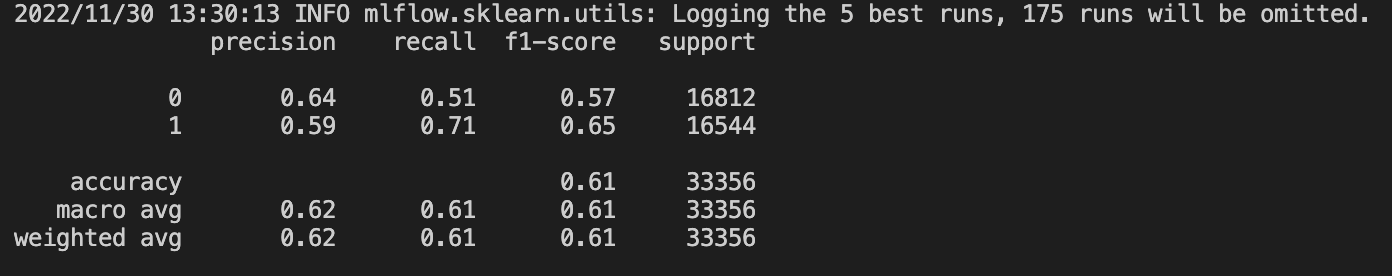 2022/11/30 13:30:13 INFO mlflow.sklearn.utils: Logging the 5 best runs, 175 runs will be omitted.
precision recall f1-score support
0 0.64 0.51 0.57 16812
1 0.59 0.71 0.65 16544
accuracy 0.61 33356
macro avg 0.62 0.61 0.61 33356
weighted avg 0.62 0.61 0.61 33356